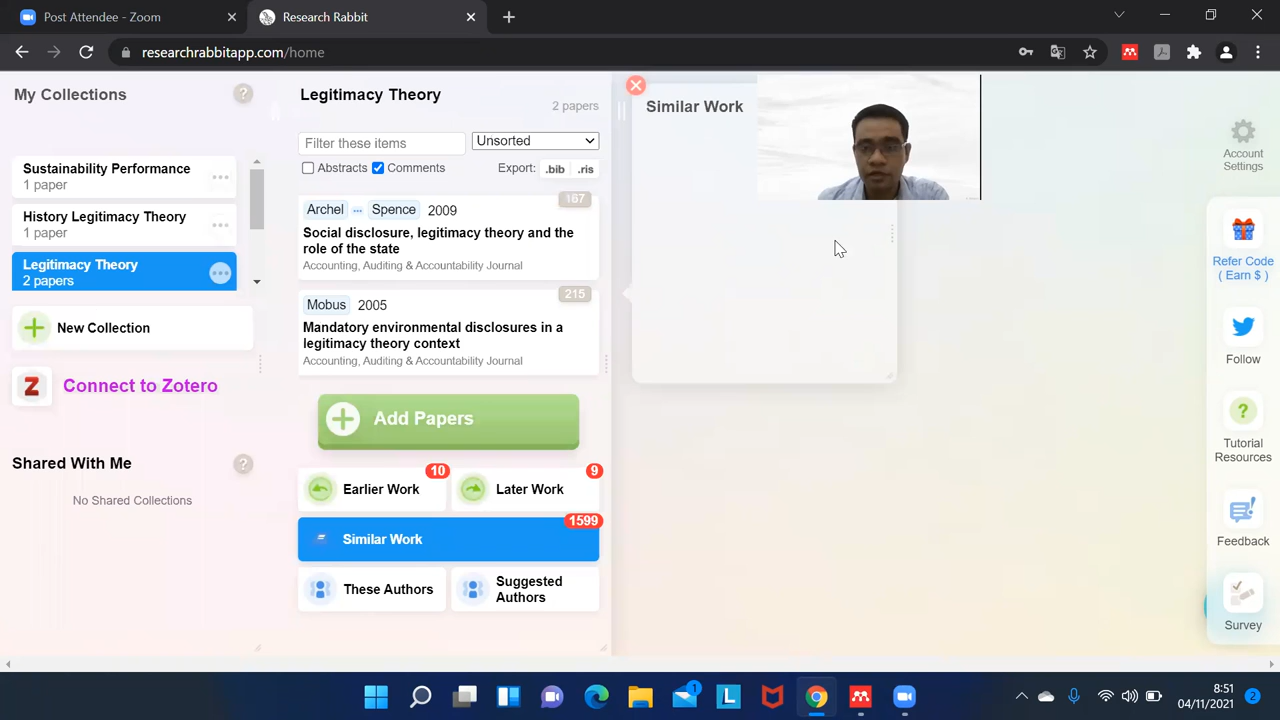 Post Attendee - Zoom
Research Rabbit
researchrabbitapp.com/home
My Collections
?
Sustainability Performance
1 paper
History Legitimacy Theory
1 paper
Legitimacy Theory
2 papers
New Collection
Z
Connect to Zotero
Shared With Me
?
No Shared Collections
Legitimacy Theory
2 papers
Filter these items
Unsorted
Abstracts
Comments
Export:
.bib
.ris
167
Archel ... Spence 2009
Social disclosure, legitimacy theory and the
role of the state
Accounting, Auditing & Accountability Journal
215
Mobus 2005
Mandatory environmental disclosures in a
legitimacy theory context
Accounting, Auditing & Accountability Journal
Add Papers
10
Earlier Work
9
Later Work
1599
Similar Work
These Authors
Suggested
Authors
Similar Work
Account
Settings
Refer Code
( Earn $ )
Follow
?
Tutorial
Resources
Feedback
Survey
1
L
8:51
04/11/2021
2